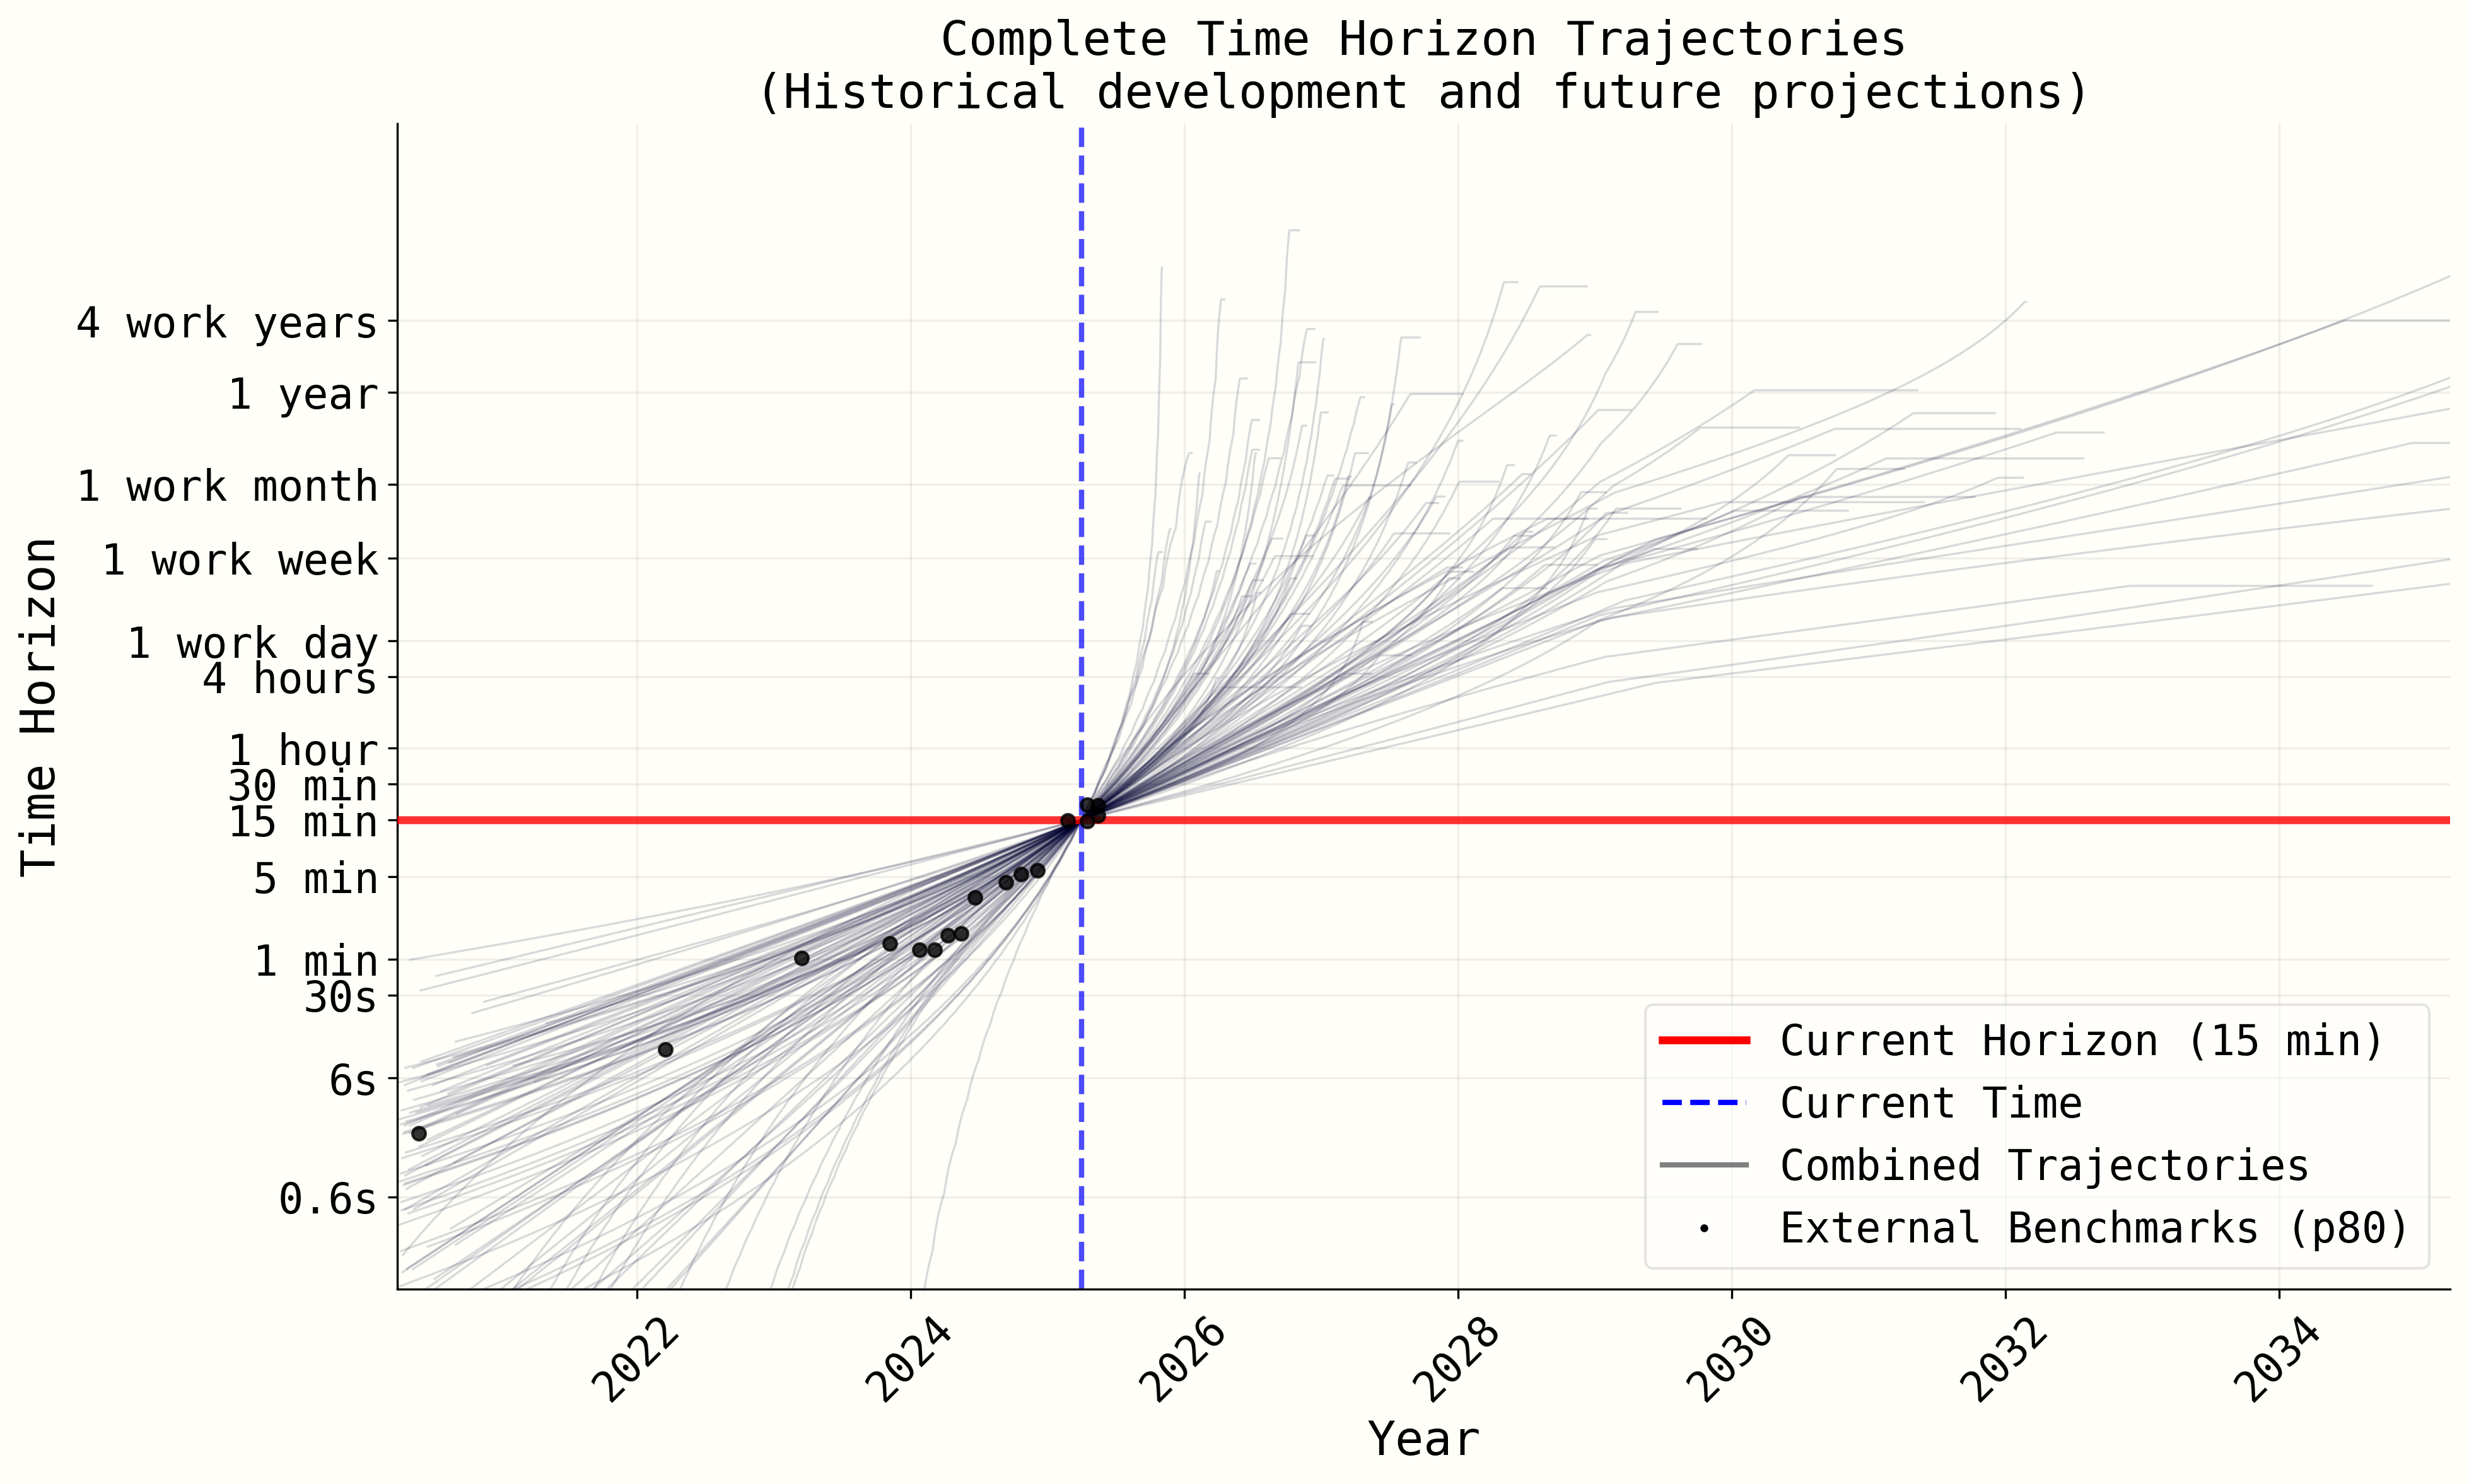 Complete Time Horizon Trajectories
(Historical development and future projections)
Time Horizon
4 work years
1 year
1 work month
1 work week
1 work day
4 hours
1 hour
30 min
15 min
5 min
1 min
30s
6s
0.6s
Current Horizon (15 min)
Current Time
Combined Trajectories
External Benchmarks (p80)
2022
2024
2026
2028
2030
2032
2034
Year